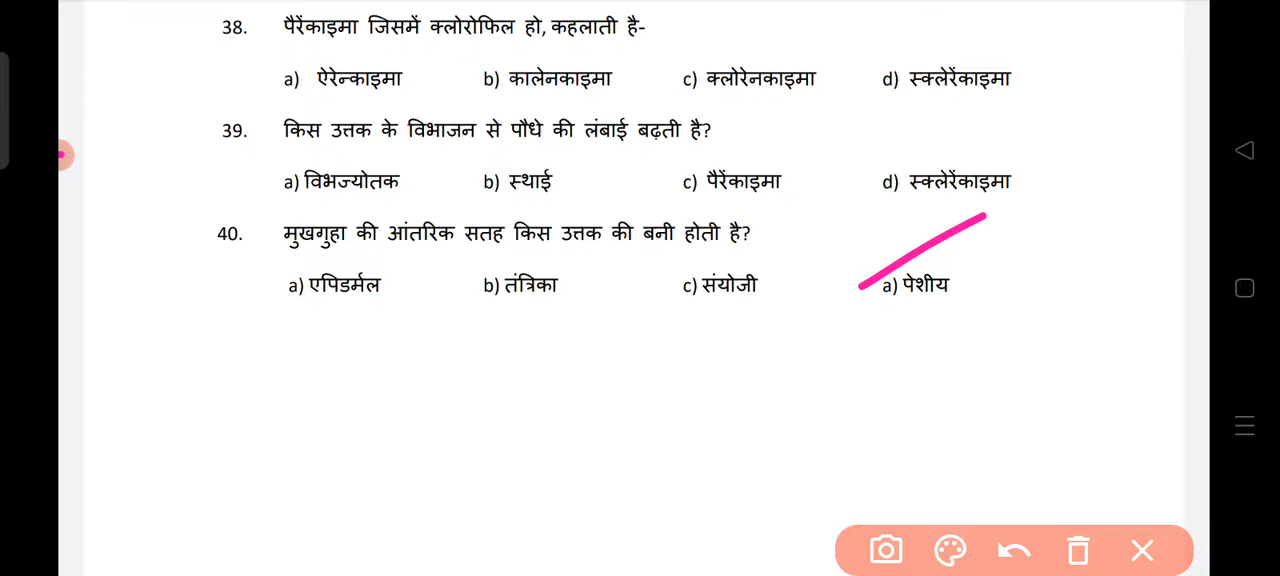 38. पैरेंकाइमा जिसमें क्लोरोफिल हो, कहलाती है-
a) ऐरेन्काइमा b) कालेनकाइमा c) क्लोरेनकाइमा d) स्क्लेरेंकाइमा
39. किस उत्तक के विभाजन से पौधे की लंबाई बढ़ती है?
a) विभज्योतक b) स्थाई c) पैरेंकाइमा d) स्क्लेरेंकाइमा
40. मुखगुहा की आंतरिक सतह किस उत्तक की बनी होती है?
a) एपिडर्मल b) तंत्रिका c) संयोजी a) पेशीय